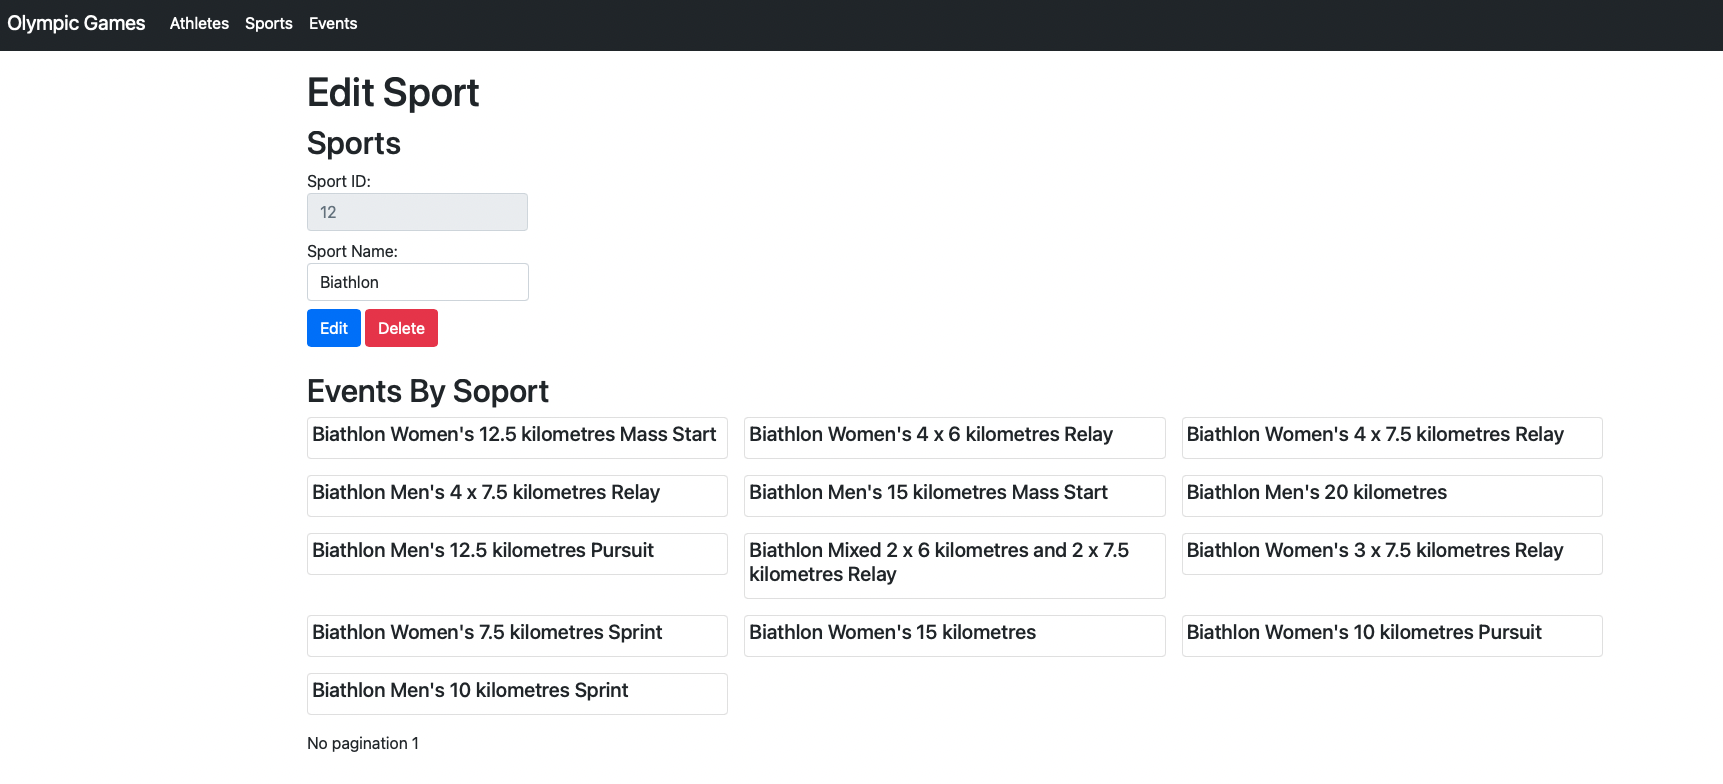 Olympic Games Athletes Sports Events
Edit Sport
Sports
Sport ID:
12
Sport Name:
Biathlon
Edit Delete
Events By Soport
Biathlon Women's 12.5 kilometres Mass Start
Biathlon Women's 4 x 6 kilometres Relay
Biathlon Women's 4 x 7.5 kilometres Relay
Biathlon Men's 4 x 7.5 kilometres Relay
Biathlon Men's 15 kilometres Mass Start
Biathlon Men's 20 kilometres
Biathlon Men's 12.5 kilometres Pursuit
Biathlon Mixed 2 x 6 kilometres and 2 x 7.5
kilometres Relay
Biathlon Women's 3 x 7.5 kilometres Relay
Biathlon Women's 7.5 kilometres Sprint
Biathlon Women's 15 kilometres
Biathlon Women's 10 kilometres Pursuit
Biathlon Men's 10 kilometres Sprint
No pagination 1